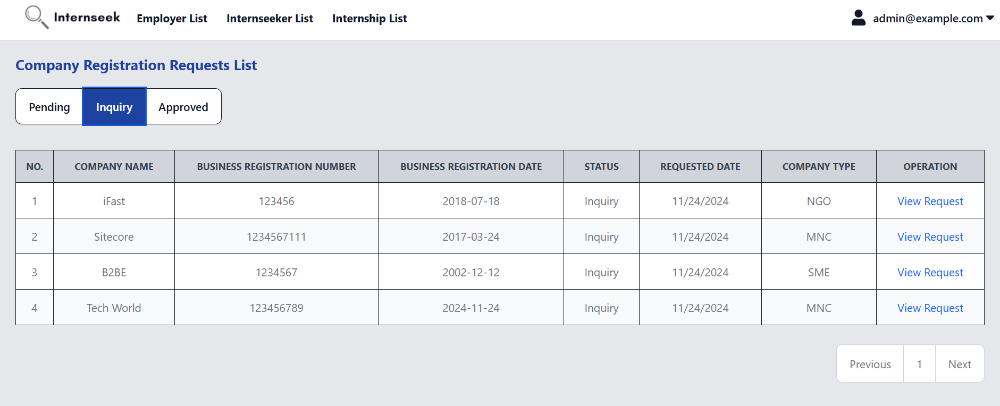 Internseek Employer List Internseeker List Internship List admin@example.com
Company Registration Requests List
Pending Inquiry Approved
NO. COMPANY NAME BUSINESS REGISTRATION NUMBER BUSINESS REGISTRATION DATE STATUS REQUESTED DATE COMPANY TYPE OPERATION
1 iFast 123456 2018-07-18 Inquiry 11/24/2024 NGO View Request
2 Sitecore 1234567111 2017-03-24 Inquiry 11/24/2024 MNC View Request
3 B2BE 1234567 2002-12-12 Inquiry 11/24/2024 SME View Request
4 Tech World 123456789 2024-11-24 Inquiry 11/24/2024 MNC View Request
Previous 1 Next